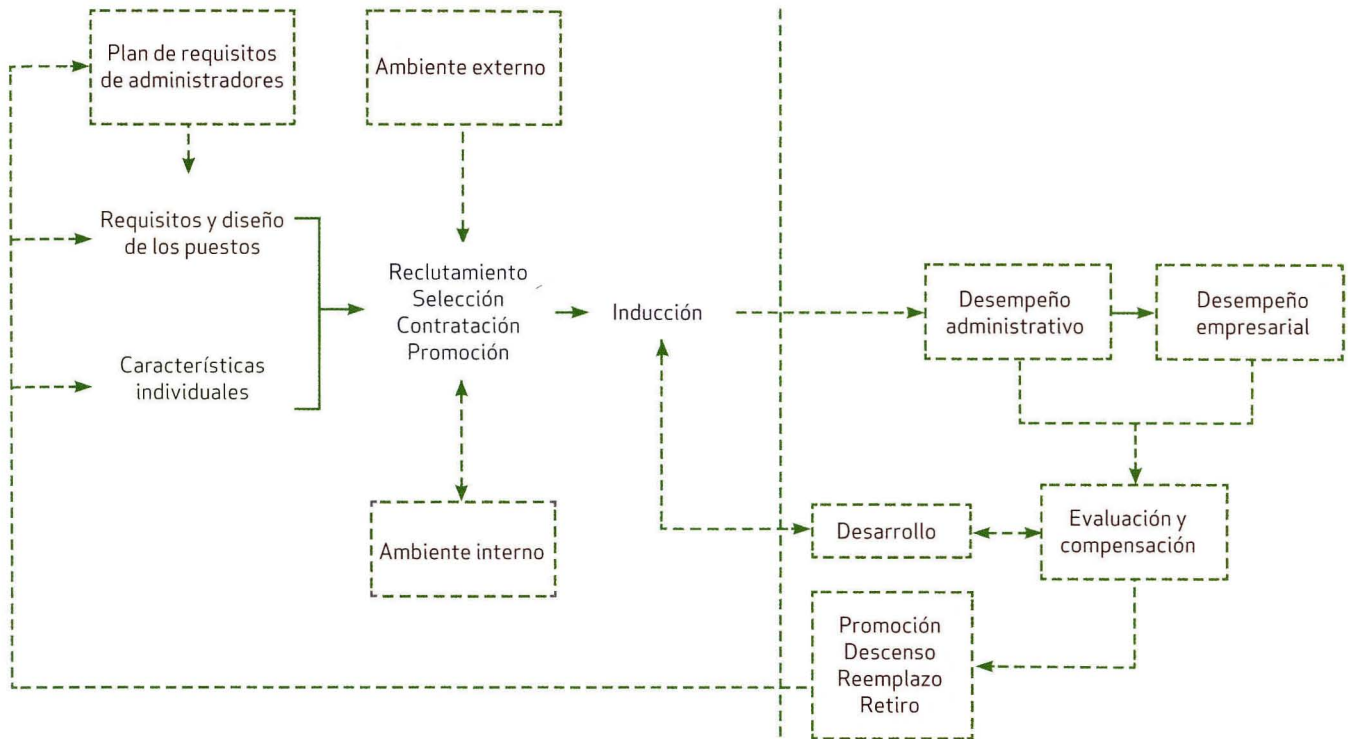 Plan de requisitos
de administradores
Ambiente externo
Requisitos y diseño
de los puestos
Características
individuales
Reclutamiento
Selección
Contratación
Promoción
Inducción
Ambiente interno
Desempeño
administrativo
Desempeño
empresarial
Desarrollo
Evaluación y
compensación
Promoción
Descenso
Reemplazo
Retiro